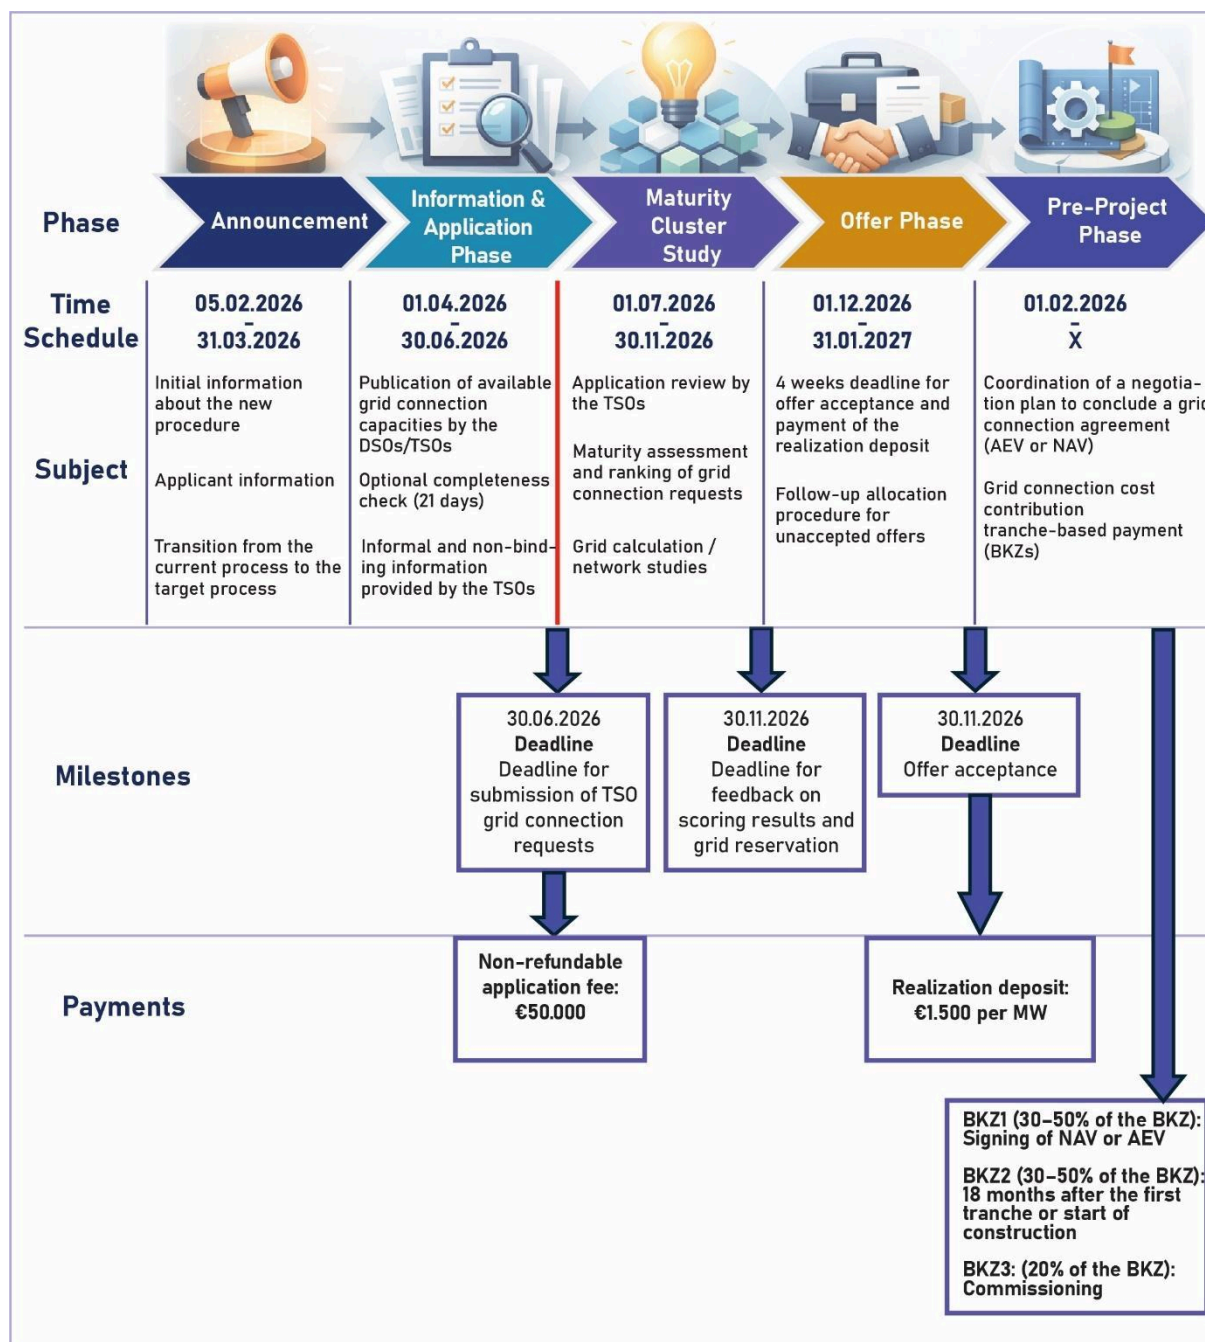 Phase
Announcement
Information &
Application
Phase
Maturity
Cluster
Study
Offer Phase
Pre-Project
Phase
Time
Schedule
05.02.2026
–
31.03.2026
01.04.2026
–
30.06.2026
01.07.2026
–
30.11.2026
01.12.2026
–
31.01.2027
01.02.2026
–
X
Subject
Initial information
about the new
procedure
Applicant information
Transition from the
current process to the
target process
Publication of available
grid connection
capacities by the
DSOs/TSOs
Optional completeness
check (21 days)
Informal and non-bind-
ing information
provided by the TSOs
Application review by
the TSOs
Maturity assessment
and ranking of grid
connection requests
Grid calculation /
network studies
4 weeks deadline for
offer acceptance and
payment of the
realization deposit
Follow-up allocation
procedure for
unaccepted offers
Coordination of a negotia-
tion plan to conclude a grid
connection agreement
(AEV or NAV)
Grid connection cost
contribution
tranche-based payment
(BKZs)
Milestones
30.06.2026
Deadline
Deadline for
submission of TSO
grid connection
requests
30.11.2026
Deadline
Deadline for
feedback on
scoring results and
grid reservation
30.11.2026
Deadline
Offer acceptance
Payments
Non-refundable
application fee:
€50.000
Realization deposit:
€1.500 per MW
BKZ1 (30–50% of the BKZ):
Signing of NAV or AEV
BKZ2 (30–50% of the BKZ):
18 months after the first
tranche or start of
construction
BKZ3: (20% of the BKZ):
Commissioning